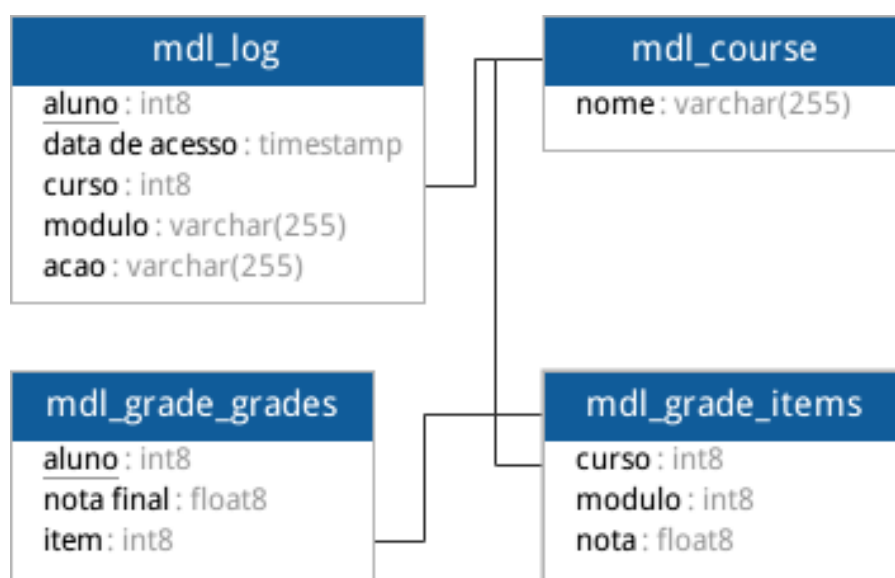 mdl_log
aluno : int8
data de acesso : timestamp
curso : int8
modulo : varchar(255)
acao : varchar(255)
mdl_course
nome : varchar(255)
mdl_grade_grades
aluno : int8
nota final : float8
item : int8
mdl_grade_items
curso : int8
modulo : int8
nota : float8